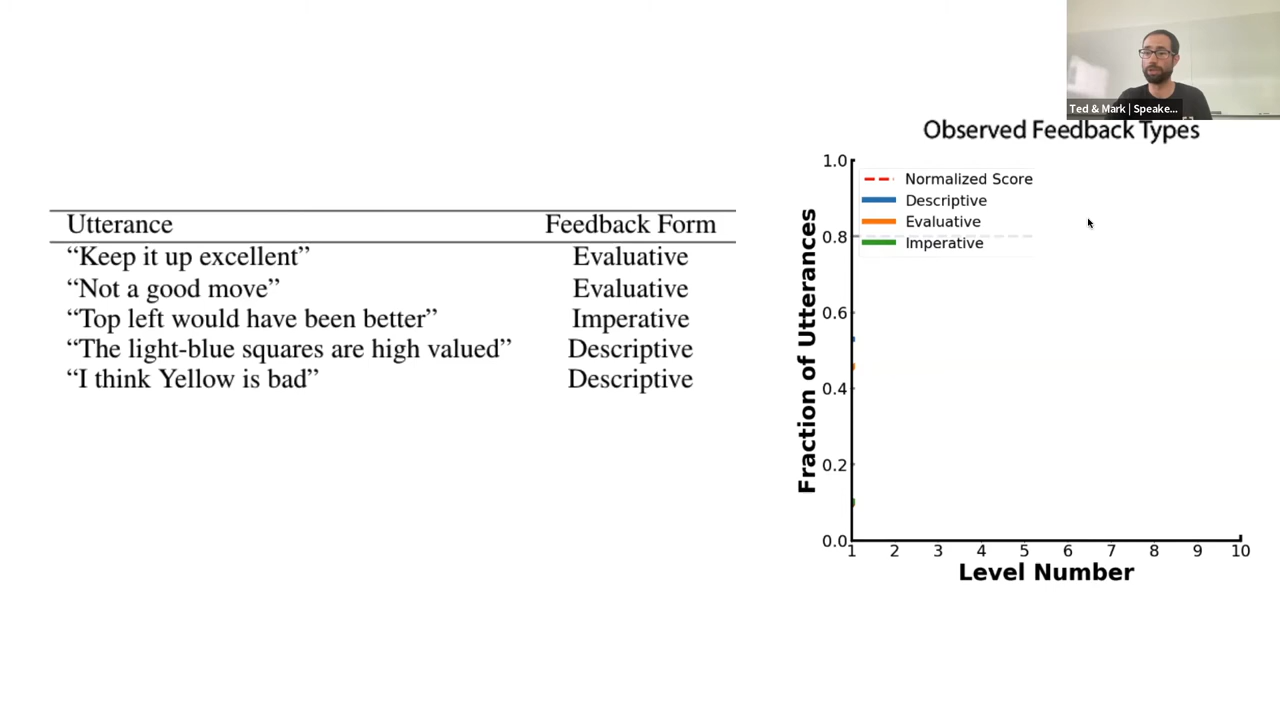 Ted & Mark | Speake...
Utterance Feedback Form
“Keep it up excellent” Evaluative
“Not a good move” Evaluative
“Top left would have been better” Imperative
“The light-blue squares are high valued” Descriptive
“I think Yellow is bad” Descriptive
Observed Feedback Types
Fraction of Utterances
1.0
0.8
0.6
0.4
0.2
0.0
Normalized Score
Descriptive
Evaluative
Imperative
1 2 3 4 5 6 7 8 9 10
Level Number